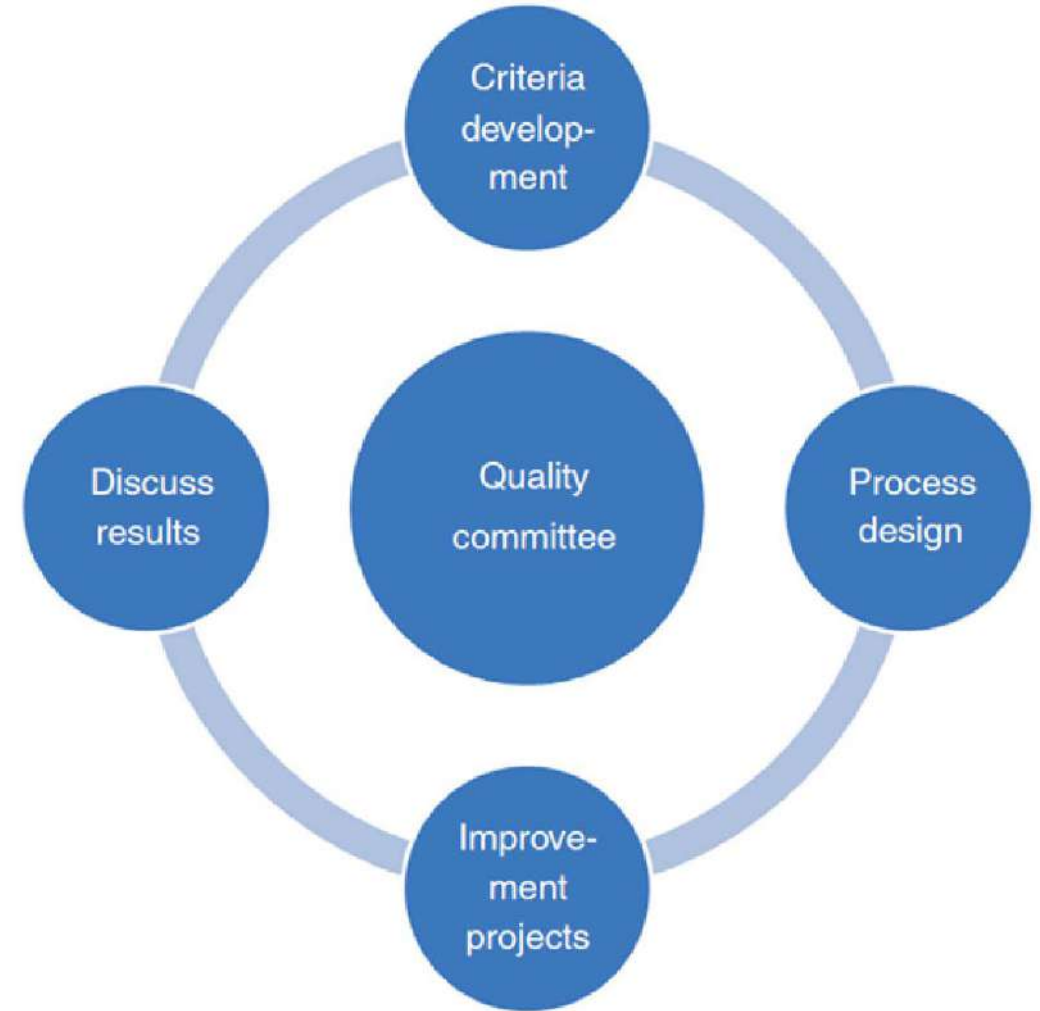 Criteria
develop-
ment
Discuss
results
Quality
committee
Process
design
Improve-
ment
projects